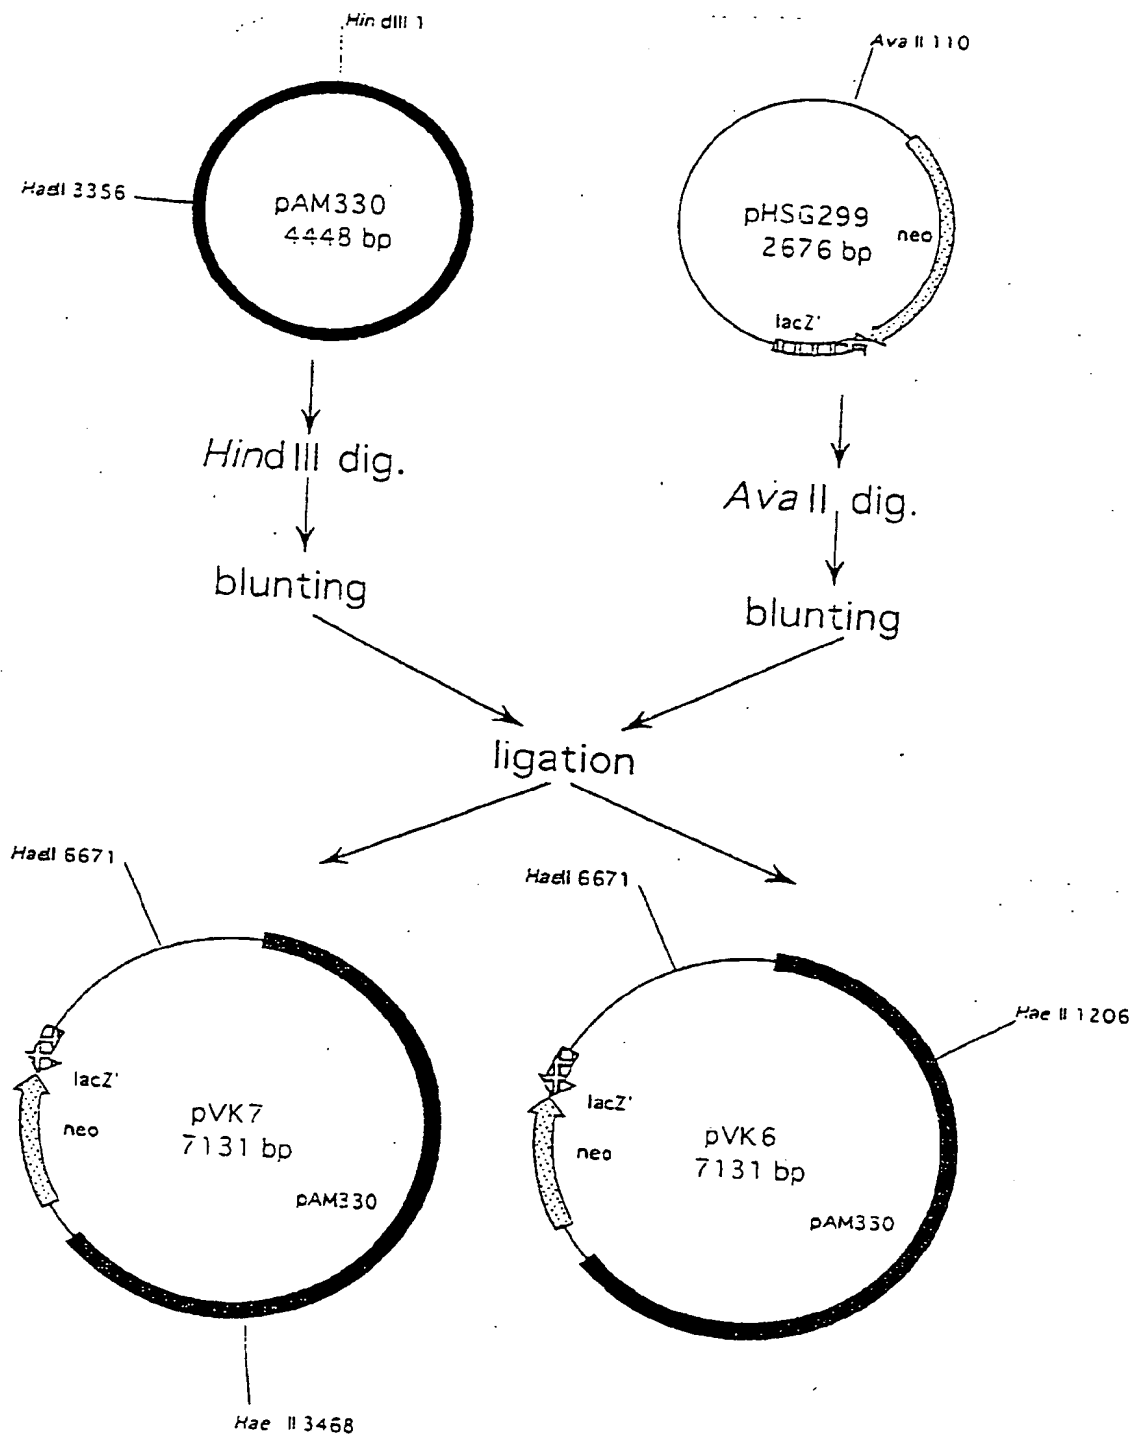 Hin dIII 1
Ava II 110
HaeII 3356
pAM330
4448 bp
pHSG299
2676 bp
neo
lacZ'
Hind III dig.
Ava II dig.
blunting
blunting
ligation
HaeII 6671
HaeII 6671
Hae II 1206
lacZ'
neo
pVK7
7131 bp
pAM330
lacZ'
neo
pVK6
7131 bp
pAM330
Hae II 3468